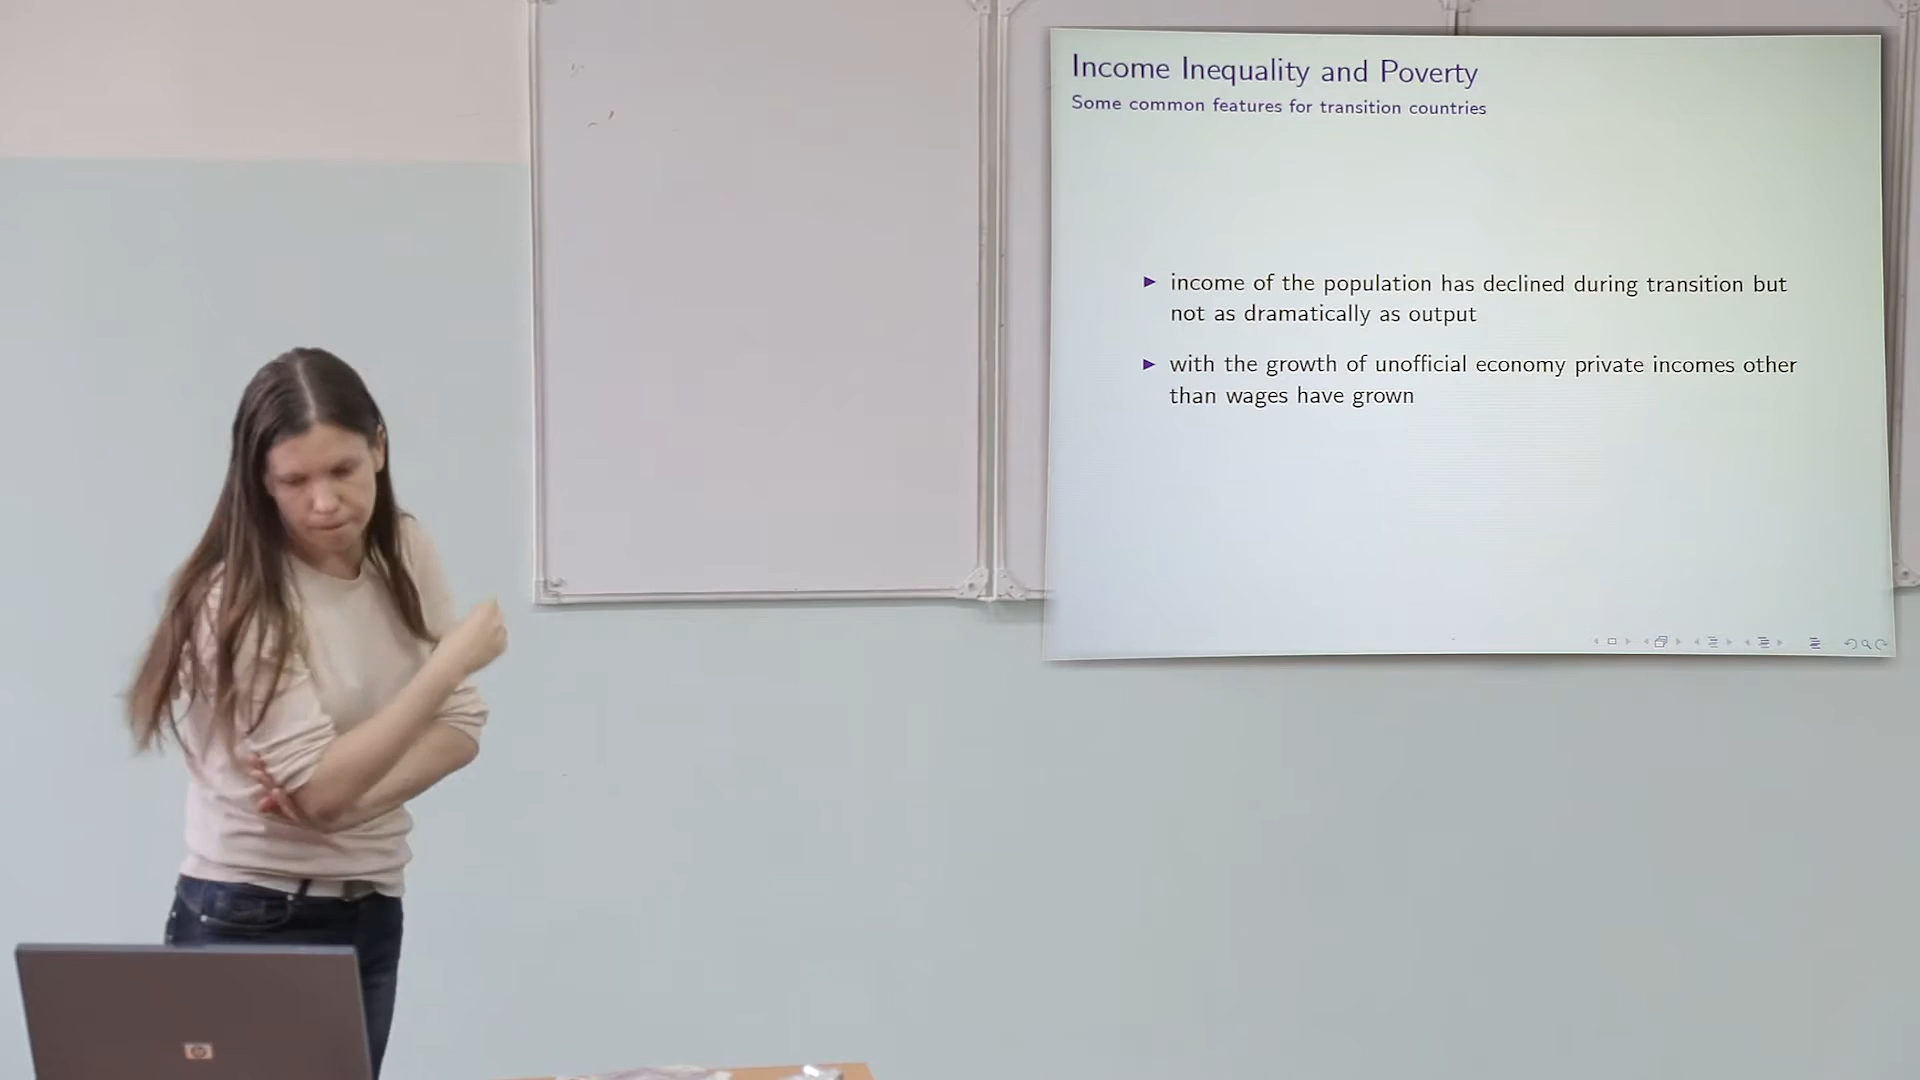 Income Inequality and Poverty
Some common features for transition countries
▶ income of the population has declined during transition but
not as dramatically as output
▶ with the growth of unofficial economy private incomes other
than wages have grown
hp